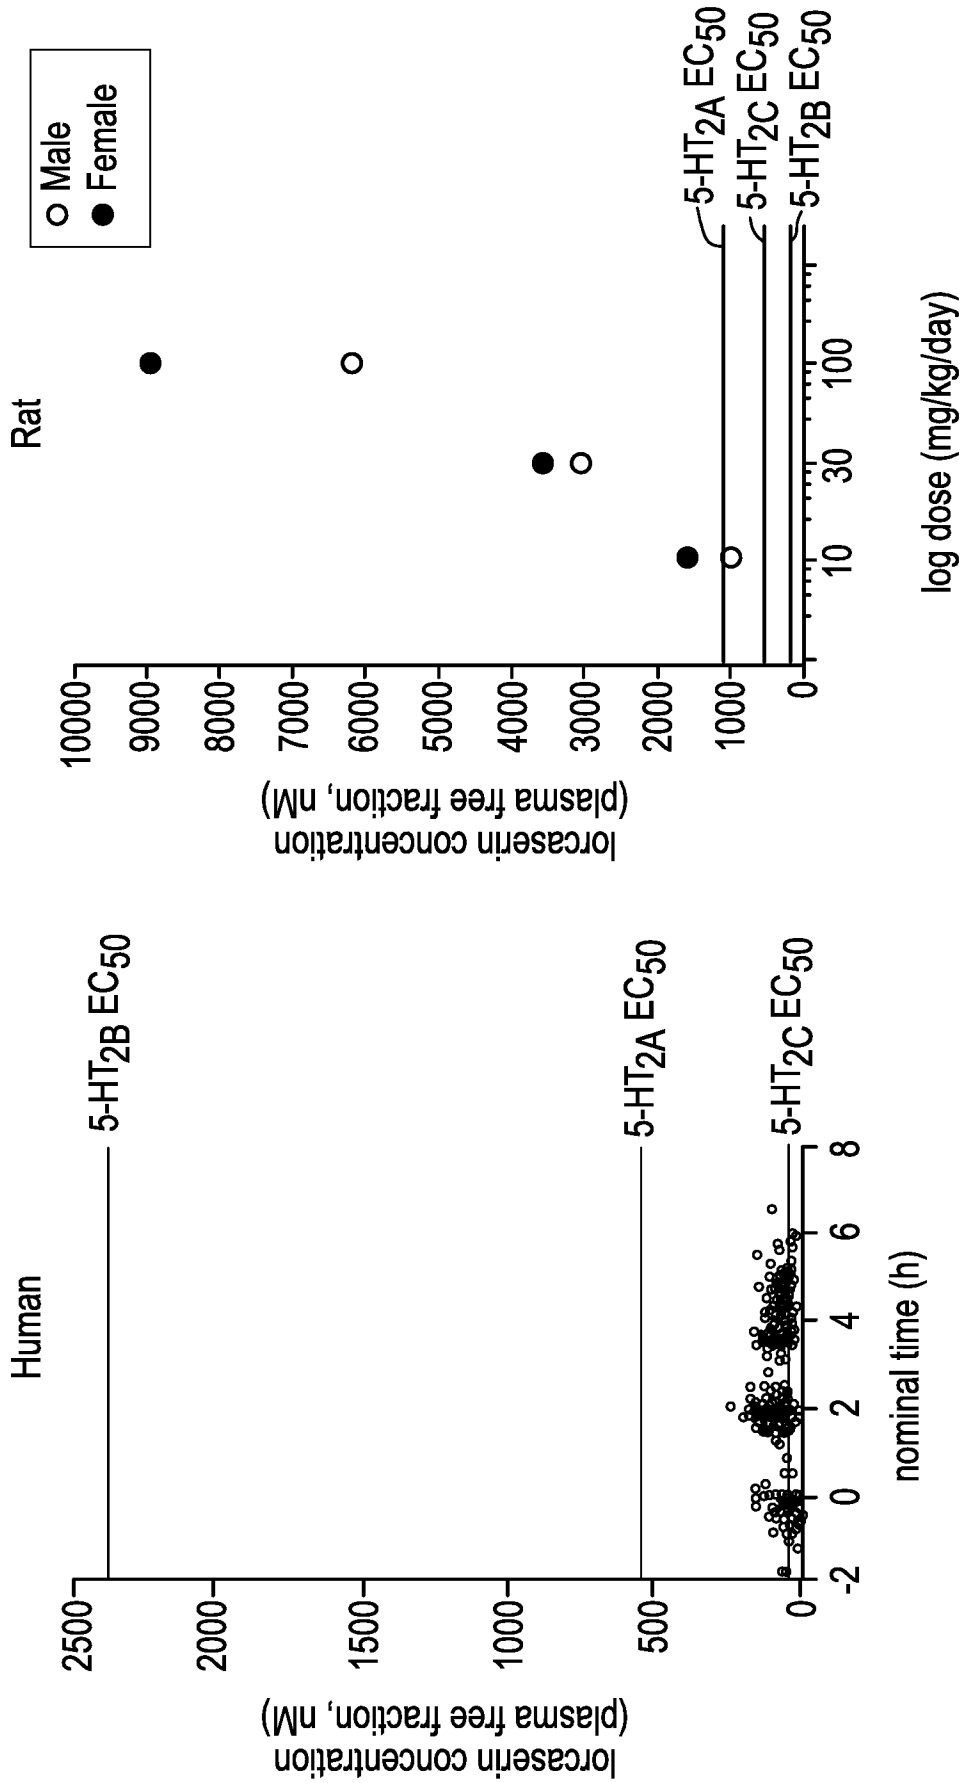 Human
lorcaserin concentration
(plasma free fraction, nM)
2500
2000
1500
1000
500
0
-2
0
2
4
6
8
nominal time (h)
5-HT2B EC50
5-HT2A EC50
5-HT2C EC50
Rat
lorcaserin concentration
(plasma free fraction, nM)
10000
9000
8000
7000
6000
5000
4000
3000
2000
1000
0
10
30
100
log dose (mg/kg/day)
Male
Female
5-HT2A EC50
5-HT2C EC50
5-HT2B EC50